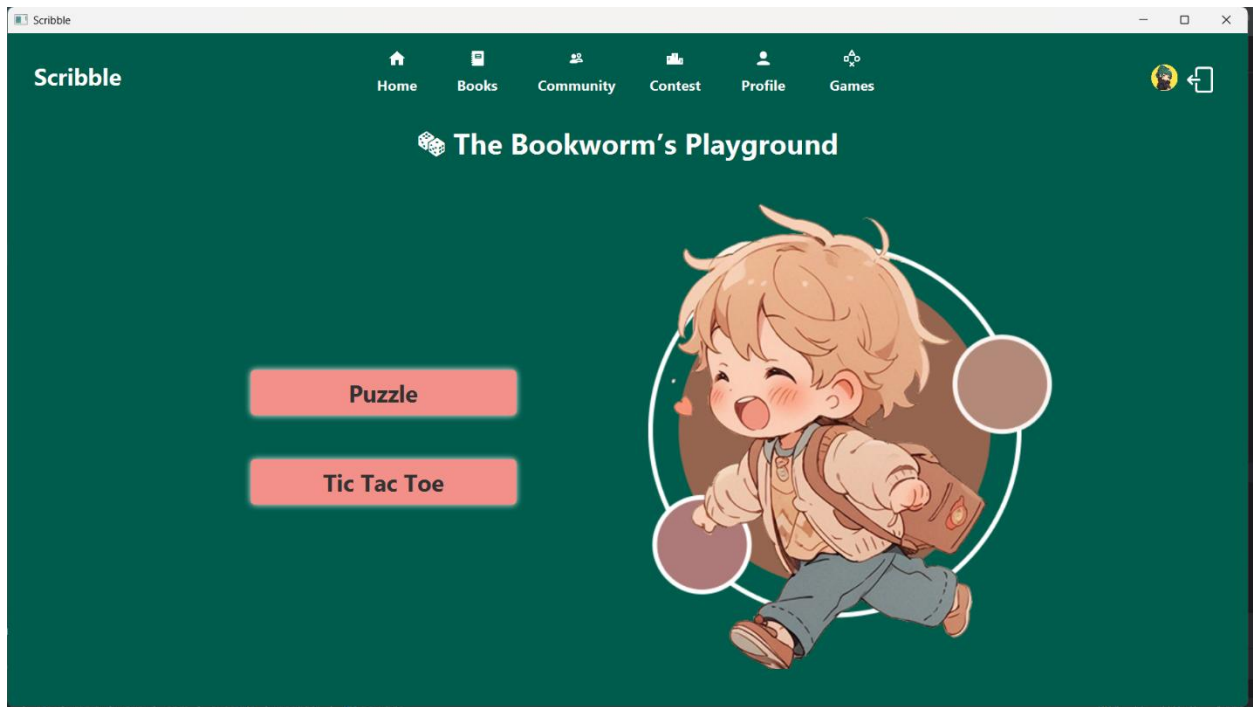 Scribble
Scribble
Home
Books
Community
Contest
Profile
Games
The Bookworm’s Playground
Puzzle
Tic Tac Toe